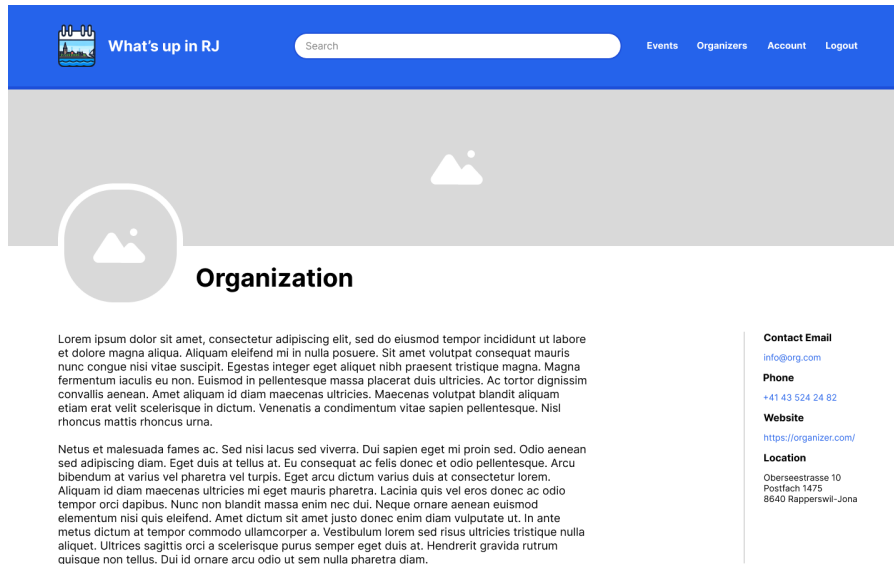 What's up in RJ
Search
Events
Organizers
Account
Logout
Organization
Lorem ipsum dolor sit amet, consectetur adipiscing elit, sed do eiusmod tempor incididunt ut labore
et dolore magna aliqua. Aliquam eleifend mi in nulla posuere. Sit amet volutpat consequat mauris
nunc congue nisi vitae suscipit. Egestas integer eget aliquet nibh praesent tristique magna. Magna
fermentum iaculis eu non. Euismod in pellentesque massa placerat duis ultricies. Ac tortor dignissim
convallis aenean. Amet aliquam id diam maecenas ultricies. Maecenas volutpat blandit aliquam
etiam erat velit scelerisque in dictum. Venenatis a condimentum vitae sapien pellentesque. Nisl
rhoncus mattis rhoncus urna.
Netus et malesuada fames ac. Sed nisi lacus sed viverra. Dui sapien eget mi proin sed. Odio aenean
sed adipiscing diam. Eget duis at tellus at. Eu consequat ac felis donec et odio pellentesque. Arcu
bibendum at varius vel pharetra vel turpis. Eget arcu dictum varius duis at consectetur lorem.
Aliquam id diam maecenas ultricies mi eget mauris pharetra. Lacinia quis vel eros donec ac odio
tempor orci dapibus. Nunc non blandit massa enim nec dui. Neque ornare aenean euismod
elementum nisi quis eleifend. Amet dictum sit amet justo donec enim diam vulputate ut. In ante
metus dictum at tempor commodo ullamcorper a. Vestibulum lorem sed risus ultricies tristique nulla
aliquet. Ultrices sagittis orci a scelerisque purus semper eget duis at. Hendrerit gravida rutrum
quisque non tellus. Dui id ornare arcu odio ut sem nulla pharetra diam.
Contact Email
info@org.com
Phone
+41 43 524 24 82
Website
https://organizer.com/
Location
Oberseestrasse 10
Postfach 1475
8640 Rapperswil-Jona